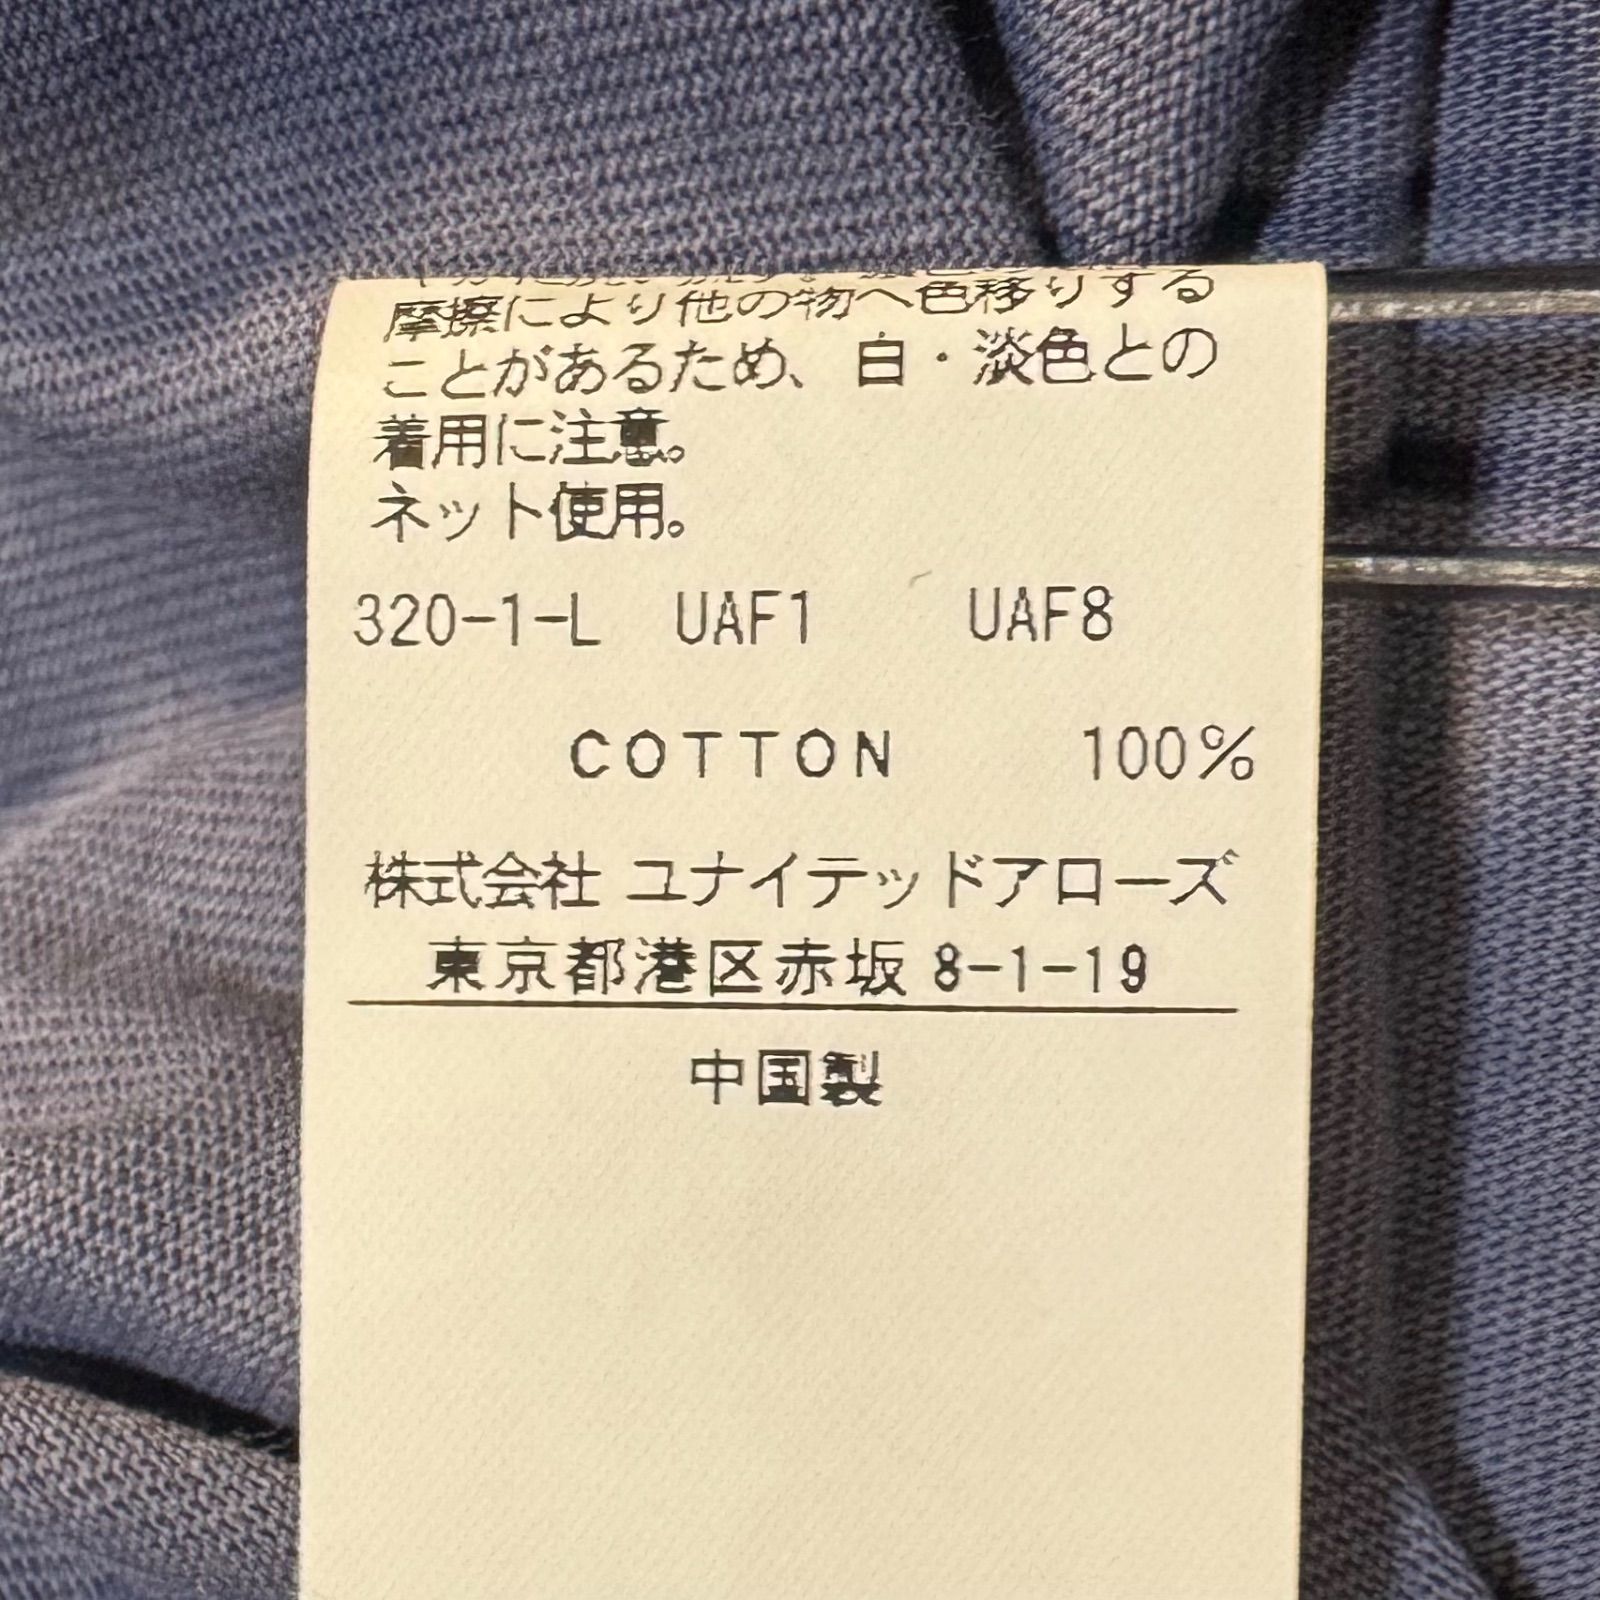 摩擦により他の物へ色移りする
ことがあるため、白・淡色との
着用に注意。
ネット使用。
320-1-L UAF1 UAF8
COTTON 100%
株式会社 ユナイテッドアローズ
東京都港区赤坂 8-1-19
中国製